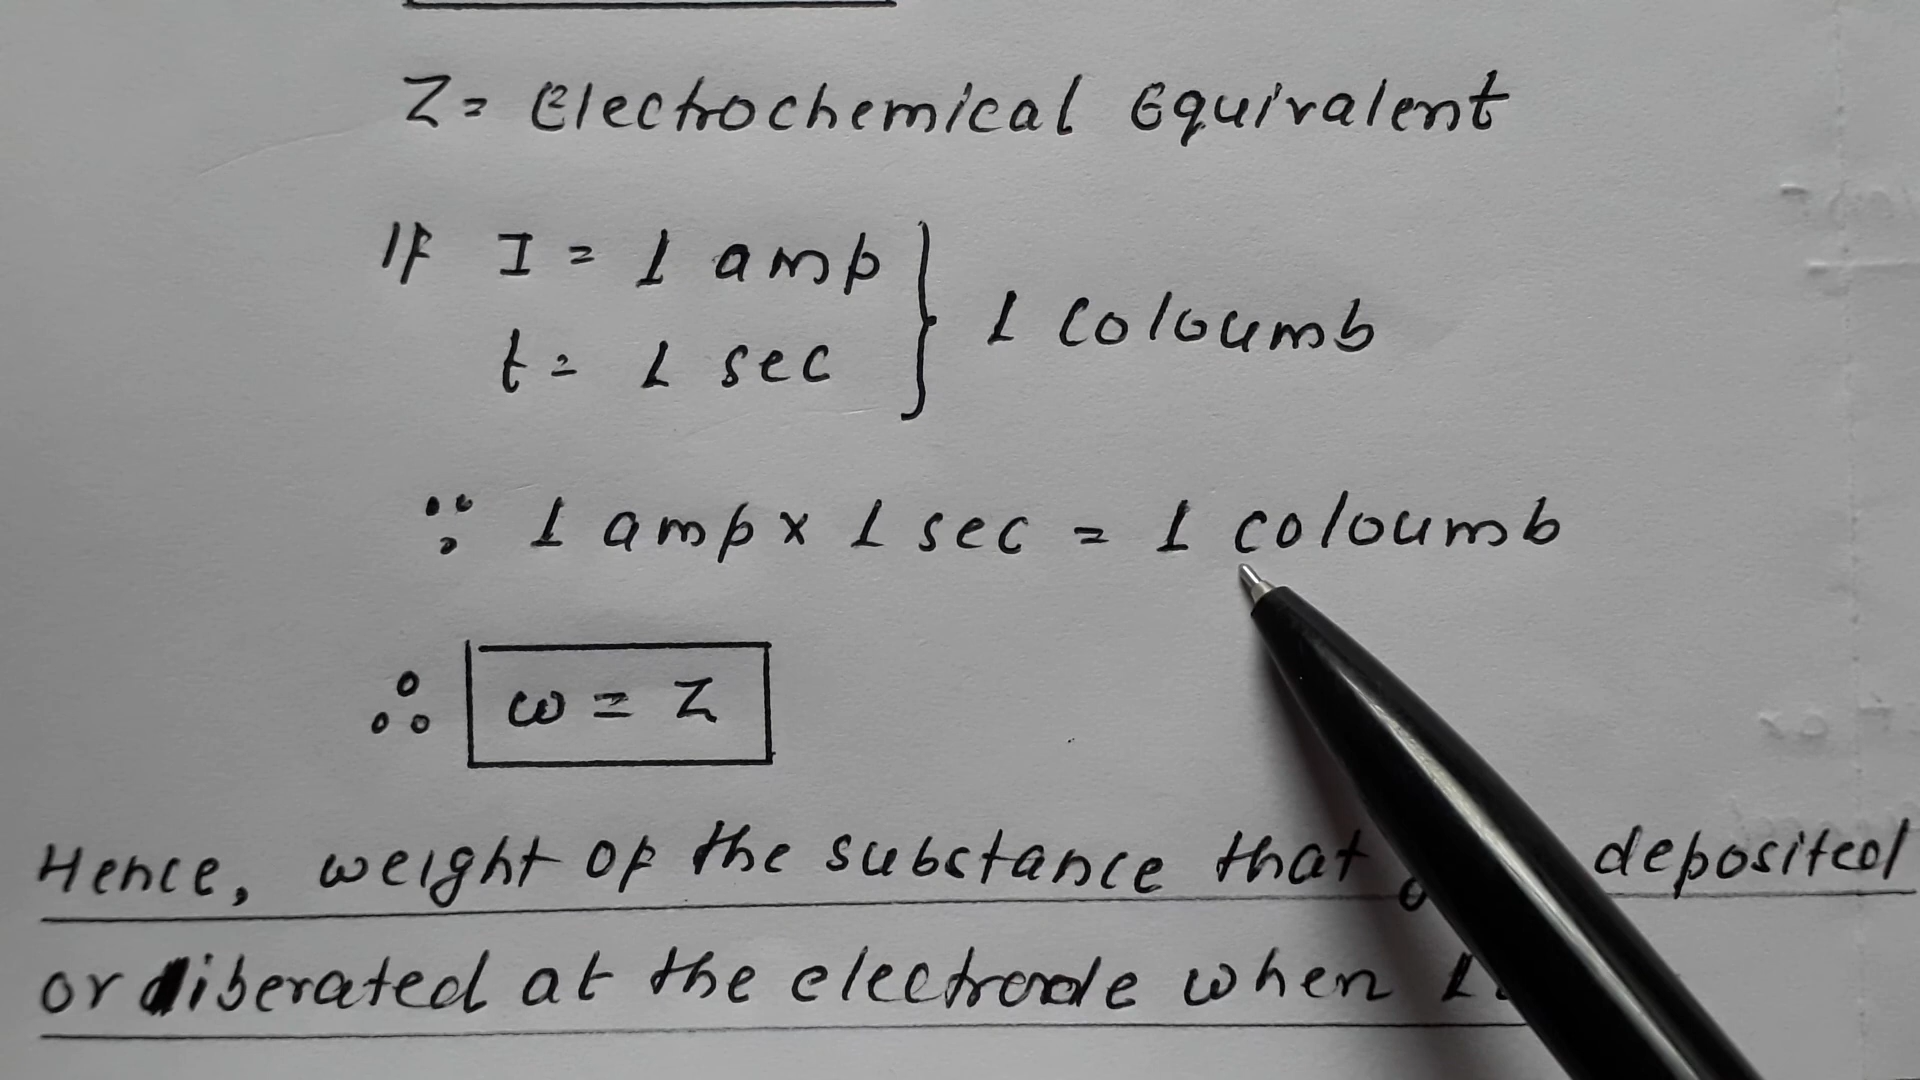 Z = Electrochemical Equivalent
If I = 1 amp
t = 1 sec
1 Coloumb
∵ 1 amp x 1 sec = 1 coloumb
∴ w = Z
Hence, weight of the substance that deposited
or liberated at the electrode when 1